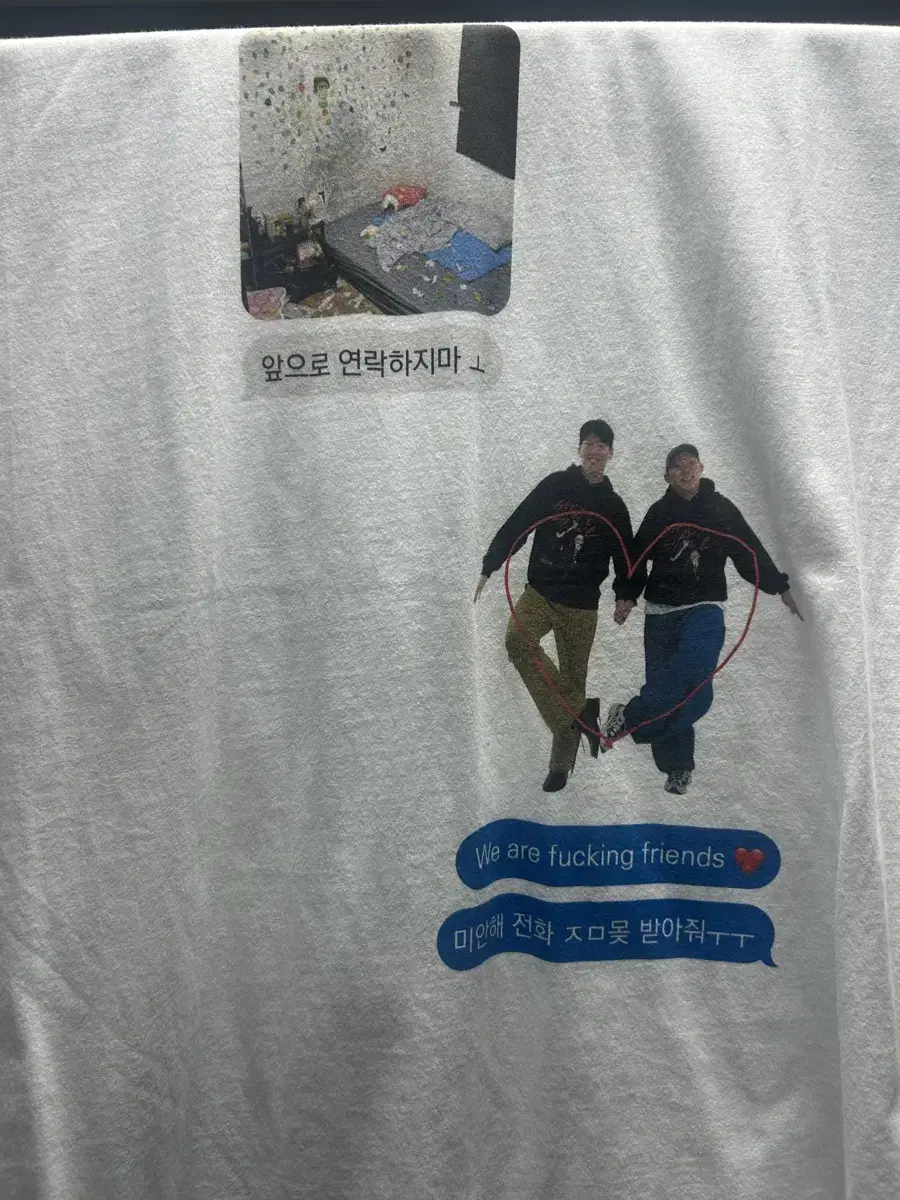 앞으로 연락하지마 ㅗ
We are fucking friends ❤️
미안해 전화 ㅈㅁ못 받아줘ㅜㅜ